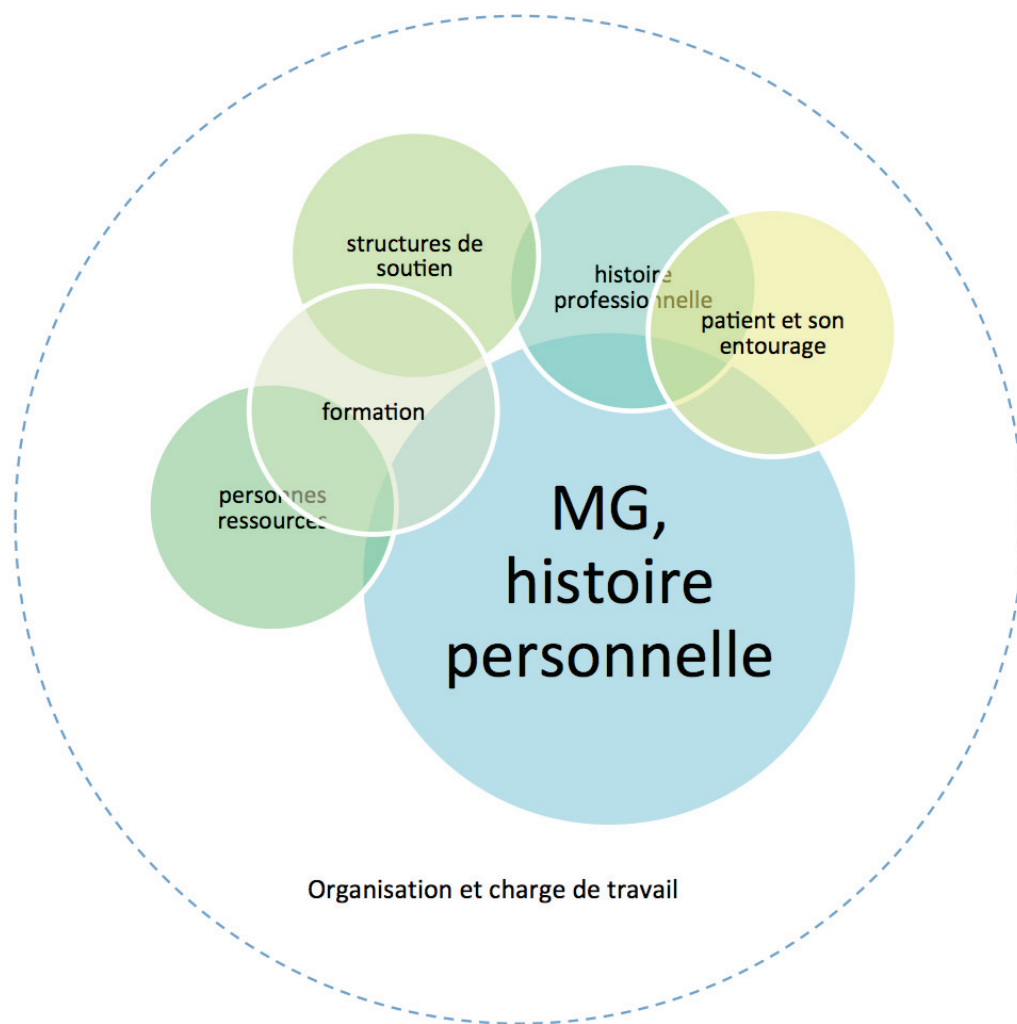 structures de
soutien
histoire
professionnelle
patient et son
entourage
formation
personnes
ressources
MG,
histoire
personnelle
Organisation et charge de travail